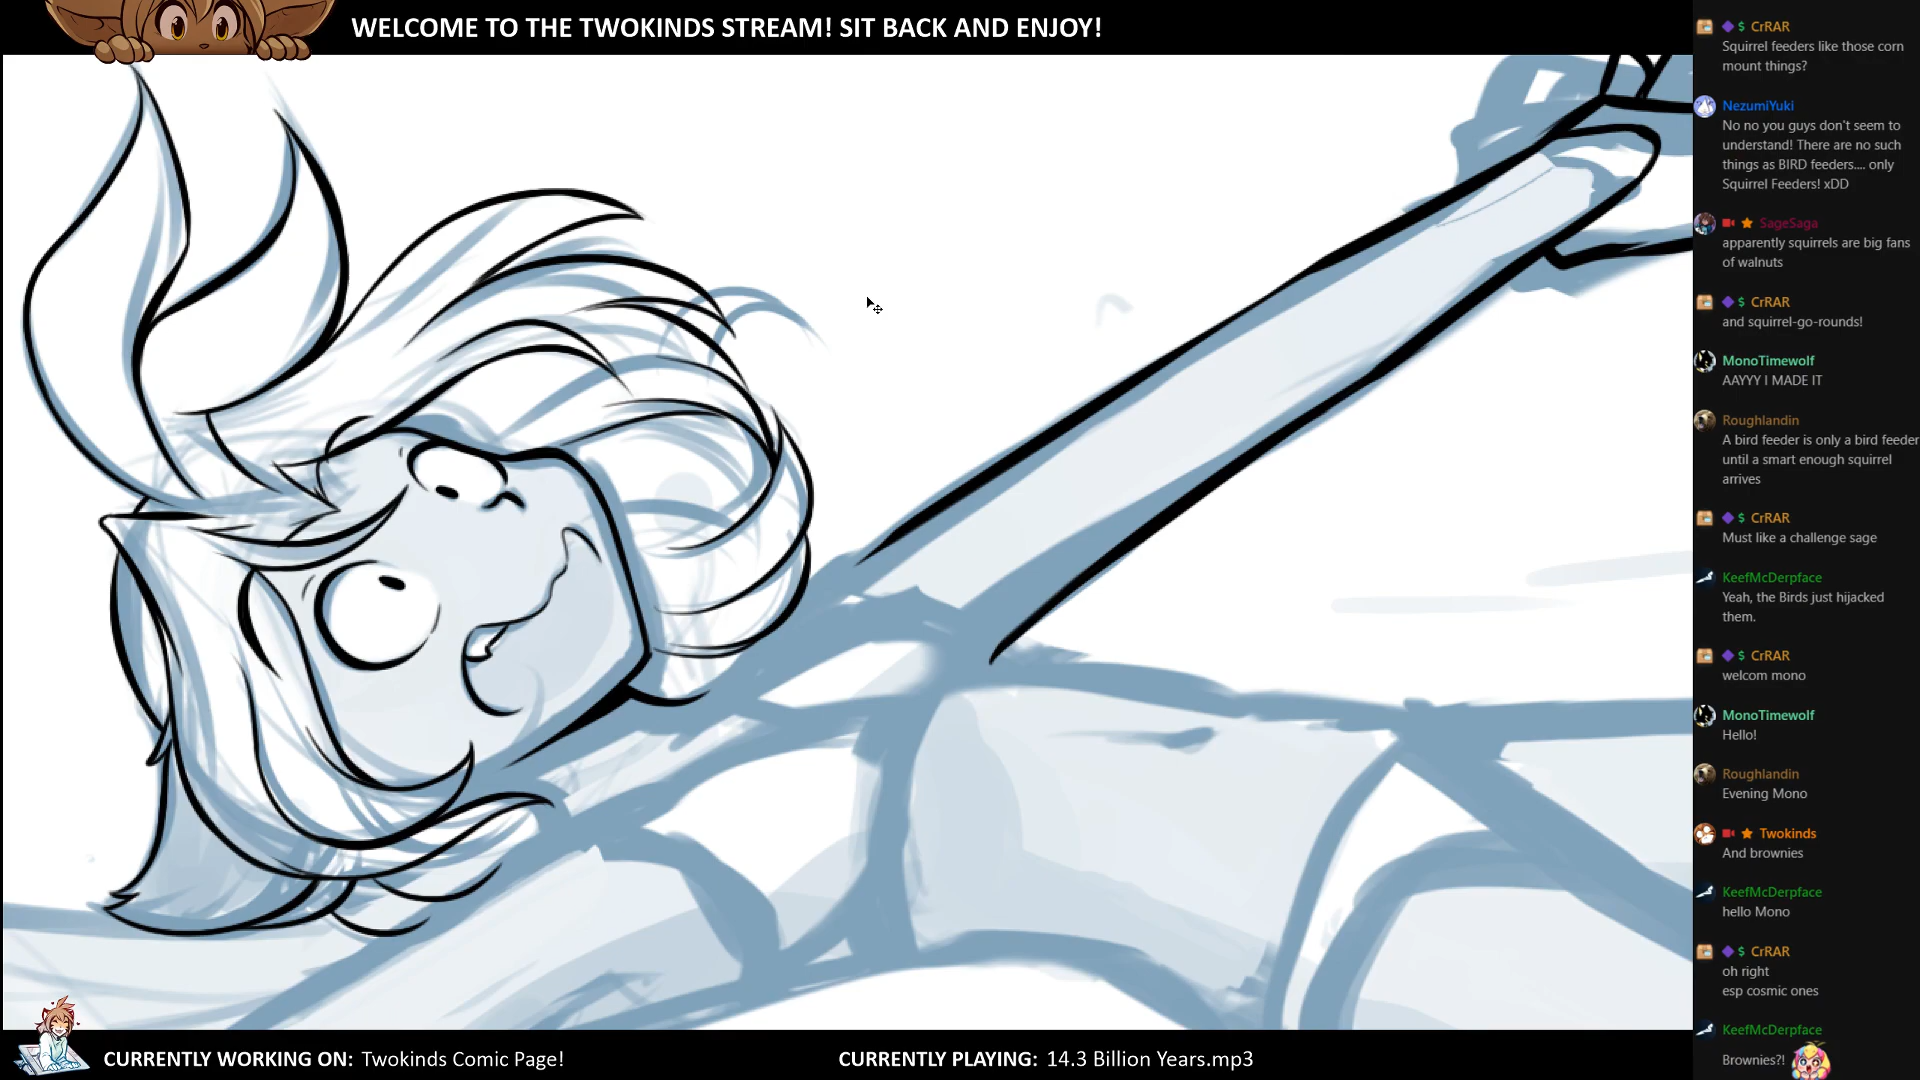 WELCOME TO THE TWOKINDS STREAM! SIT BACK AND ENJOY!
CrRAR
Squirrel feeders like those corn
mount things?
NezumiYuki
No no you guys don't seem to
understand! There are no such
things as BIRD feeders.... only
Squirrel Feeders! xDD
SageSaga
apparently squirrels are big fans
of walnuts
CrRAR
and squirrel-go-rounds!
MonoTimewolf
AAYYY I MADE IT
Roughlandin
A bird feeder is only a bird feeder
until a smart enough squirrel
arrives
CrRAR
Must like a challenge sage
KeefMcDerpface
Yeah, the Birds just hijacked
them.
CrRAR
welcom mono
MonoTimewolf
Hello!
Roughlandin
Evening Mono
Twokinds
And brownies
KeefMcDerpface
hello Mono
CrRAR
oh right
esp cosmic ones
KeefMcDerpface
Brownies?!
CURRENTLY WORKING ON: Twokinds Comic Page!
CURRENTLY PLAYING: 14.3 Billion Years.mp3